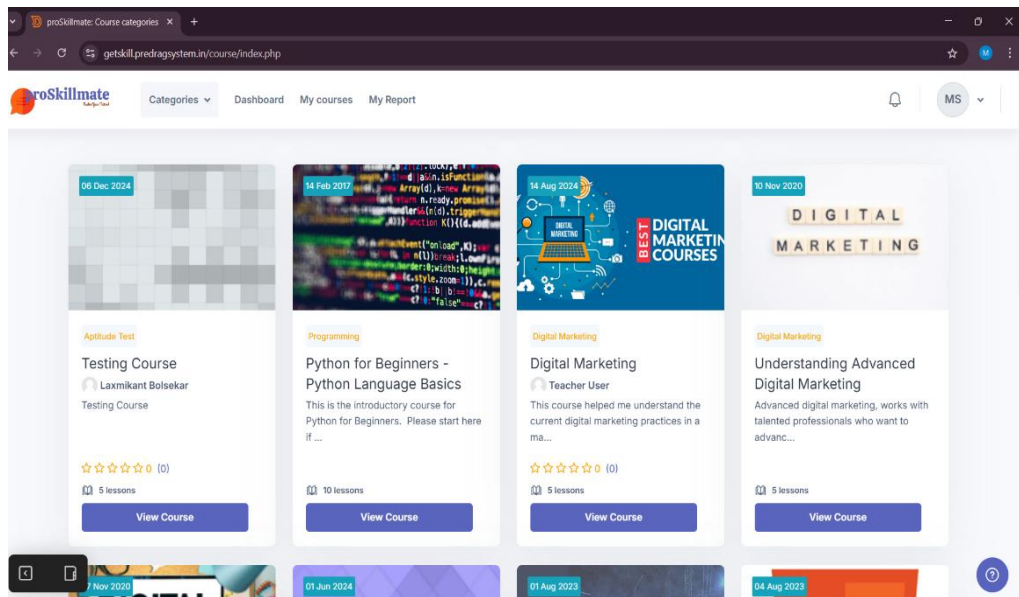 proSkillmate: Course categories
getskill.predragsystem.in/course/index.php
M
proSkillmate
Categories
Dashboard
My courses
My Report
MS
06 Dec 2024
Aptitude Test
Testing Course
Laxmikant Bolsekar
Testing Course
0 (0)
5 lessons
View Course
14 Feb 2017
Programming
Python for Beginners -
Python Language Basics
This is the introductory course for
Python for Beginners. Please start here
if ...
10 lessons
View Course
14 Aug 2024
DIGITAL
MARKETING
BEST
DIGITAL
MARKETIN
COURSES
Digital Marketing
Digital Marketing
Teacher User
This course helped me understand the
current digital marketing practices in a
ma...
0 (0)
5 lessons
View Course
10 Nov 2020
DIGITAL
MARKETING
Digital Marketing
Understanding Advanced
Digital Marketing
Advanced digital marketing, works with
talented professionals who want to
advanc...
5 lessons
View Course
7 Nov 2020
01 Jun 2024
01 Aug 2023
04 Aug 2023